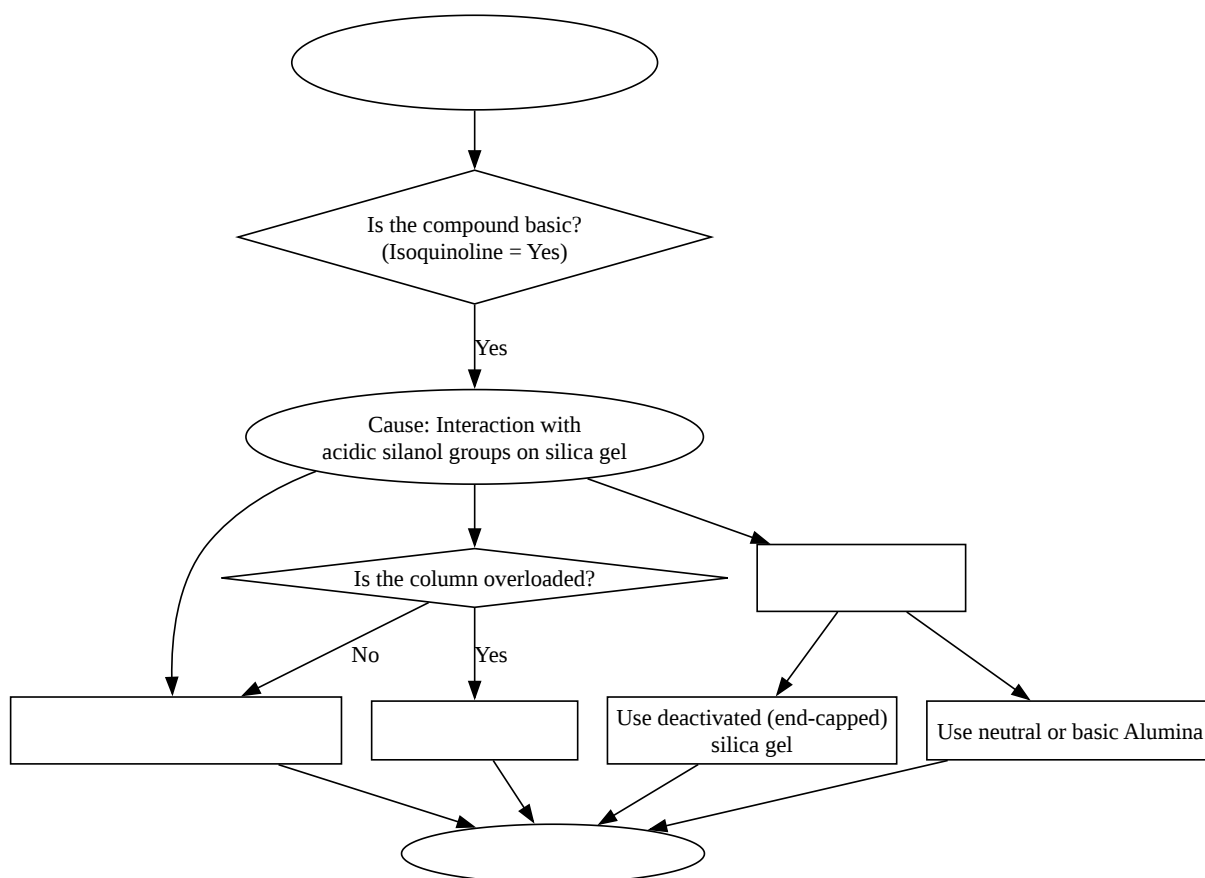 Is the compound basic?
(Isoquinoline = Yes)
Yes
Cause: Interaction with
acidic silanol groups on silica gel
Is the column overloaded?
No
Yes
Use deactivated (end-capped)
silica gel
Use neutral or basic Alumina